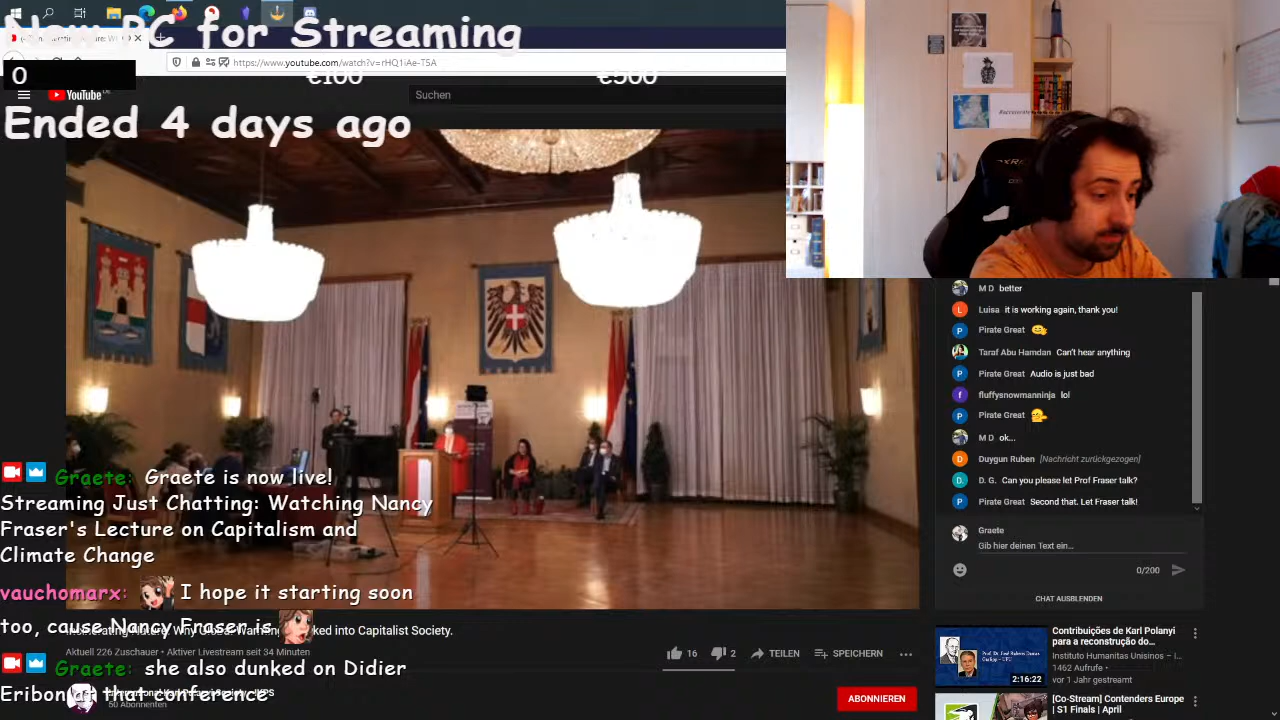 New PC for Streaming
0
€100
€500
https://www.youtube.com/watch?v=rHQ1iAe-T5A
YouTube
Suchen
Ended 4 days ago
M D better
Luisa it is working again, thank you!
Pirate Great
Taraf Abu Hamdan Can't hear anything
Pirate Great Audio is just bad
fluffysnowmanninja lol
Pirate Great
M D ok...
Duygun Ruben [Nachricht zurückgezogen]
D. G. Can you please let Prof Fraser talk?
Pirate Great Second that. Let Fraser talk!
Graete
Gib hier deinen Text ein...
0/200
CHAT AUSBLENDEN
Graete: Graete is now live!
Streaming Just Chatting: Watching Nancy
Fraser's Lecture on Capitalism and
Climate Change
vauchomarx: I hope it starting soon
too, cause Nancy Fraser is
Why Global Warming
into Capitalist Society.
Aktuell 226 Zuschauer • Aktiver Livestream seit 34 Minuten
16
2
TEILEN
SPEICHERN
Graete: she also dunked on Didier
Eribon at that conference
Karl Polanyi
50 Abonnenten
ABONNIEREN
Contribuições de Karl Polanyi
para a reconstrução do...
Instituto Humanitas Unisinos – I...
1462 Aufrufe •
vor 1 Jahr gestreamt
2:16:22
[Co-Stream] Contenders Europe
| S1 Finals | April